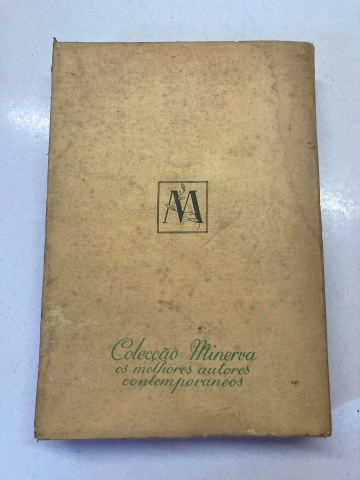 M
Colecção Minerva
os melhores autores
contemporaneos